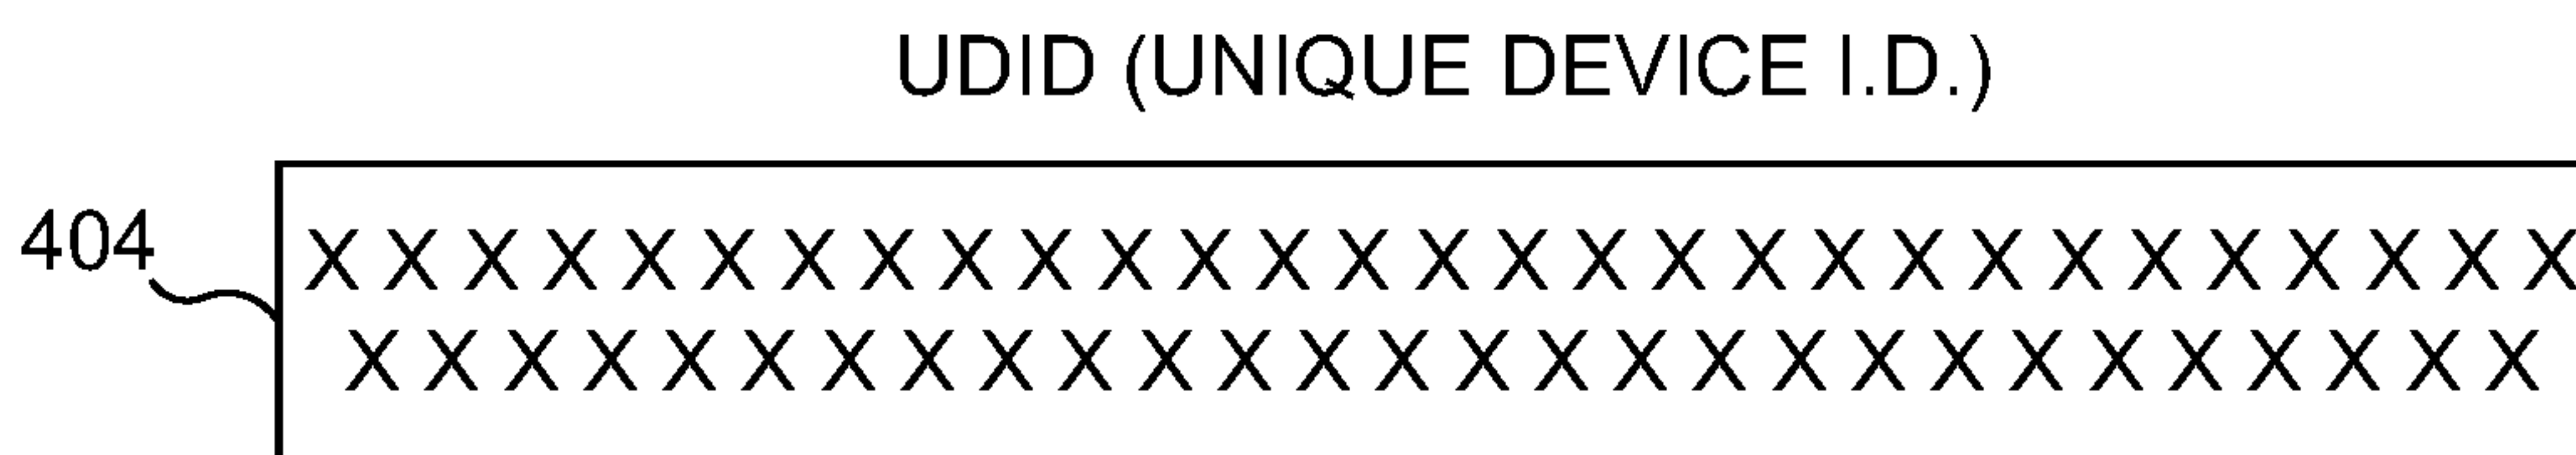 UDID (UNIQUE DEVICE I.D.)
404
X X X X X X X X X X X X X X X X X X X X X X X X X X X X X
X X X X X X X X X X X X X X X X X X X X X X X X X X X X